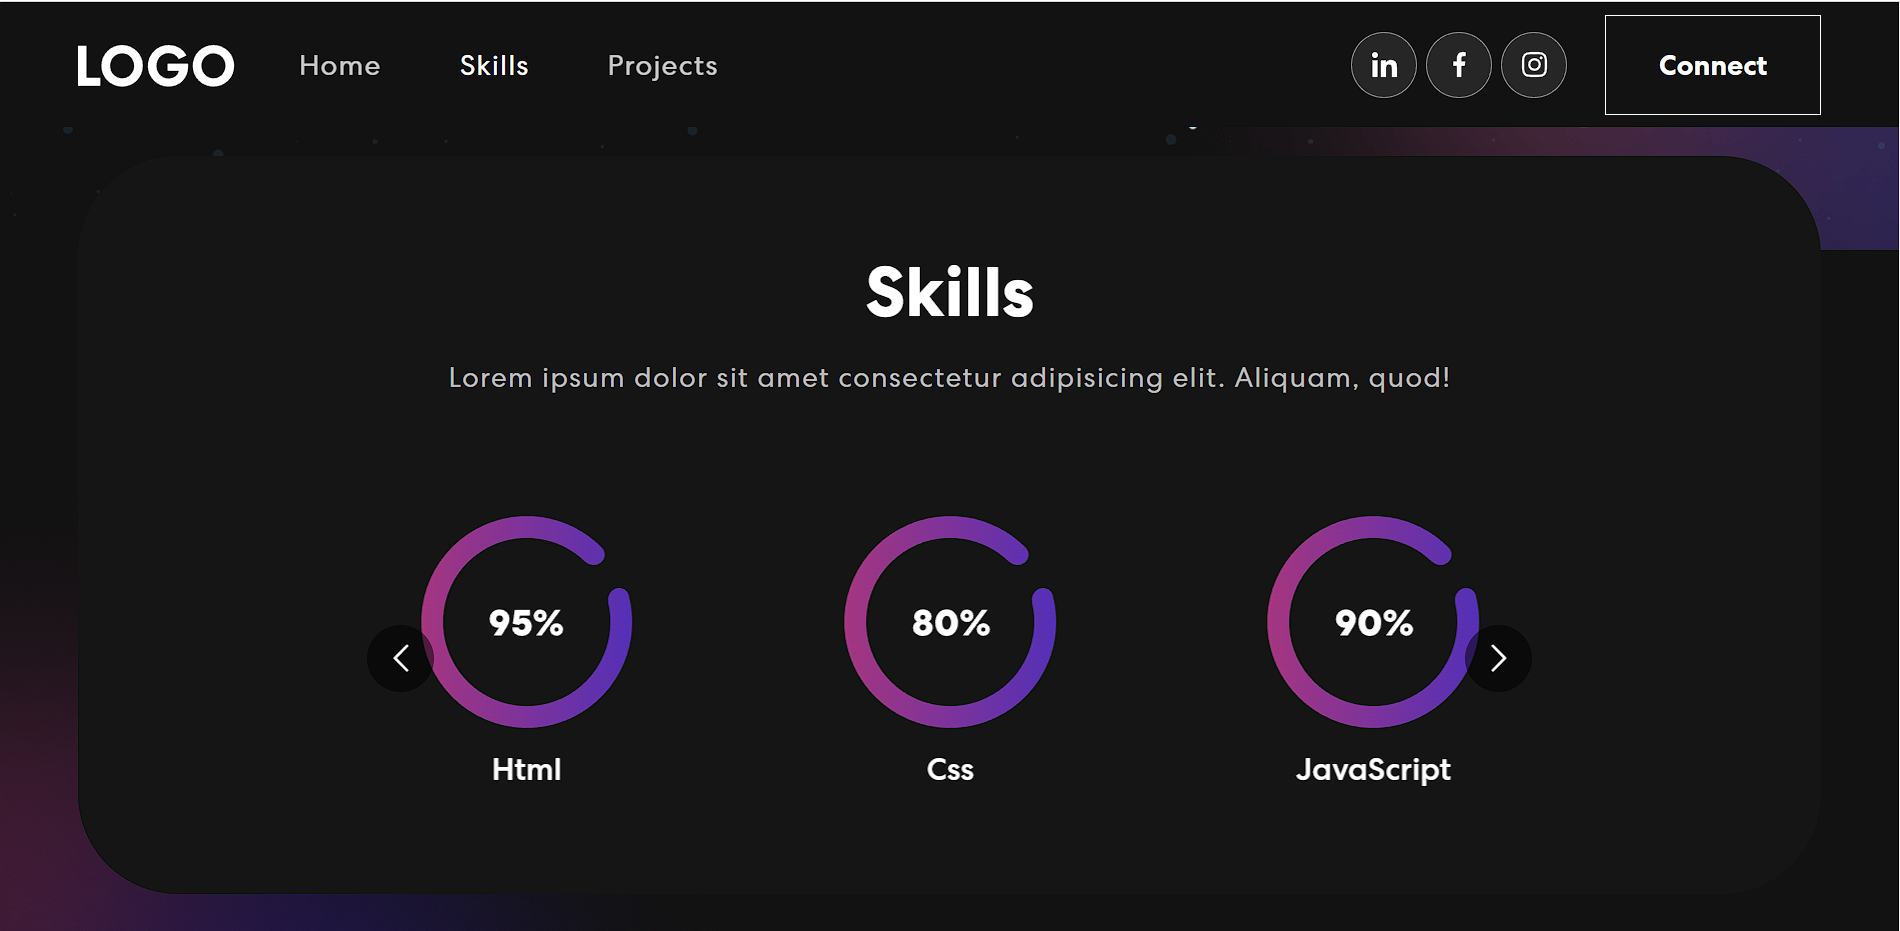 LOGO Home Skills Projects in f Connect
Skills
Lorem ipsum dolor sit amet consectetur adipisicing elit. Aliquam, quod!
95% 80% 90%
Html Css JavaScript